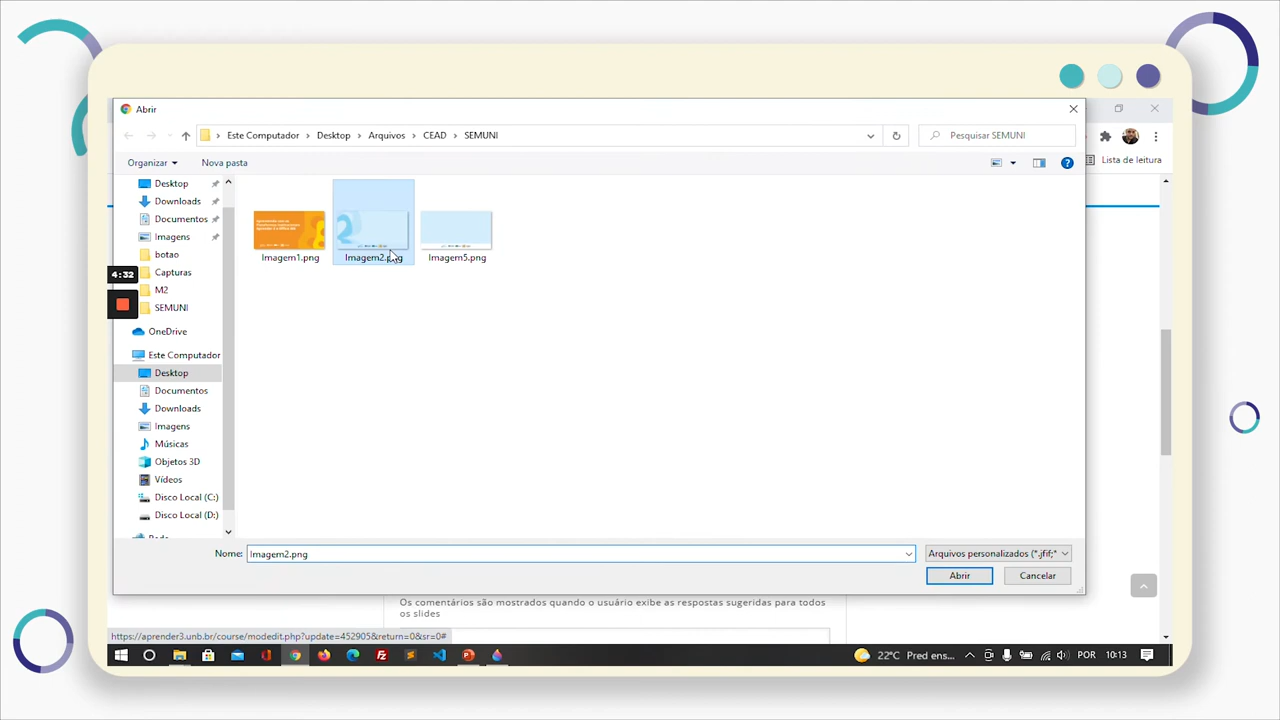 Abrir
Este Computador > Desktop > Arquivos > CEAD > SEMUNI
Pesquisar SEMUNI
Lista de leitura
Organizar
Nova pasta
Desktop
Downloads
Documentos
Imagens
botao
Capturas
M2
SEMUNI
OneDrive
Este Computador
Desktop
Documentos
Downloads
Imagens
Músicas
Objetos 3D
Vídeos
Disco Local (C:)
Disco Local (D:)
4:32
Imagem1.png
Imagem2.png
Imagem5.png
Nome: Imagem2.png
Arquivos personalizados (*.jfif;*
Abrir
Cancelar
Os comentários são mostrados quando o usuário exibe as respostas sugeridas para todos
os slides
https://aprender3.unb.br/course/modedit.php?update=452905&return=0&sr=0#
22°C Pred ens...
POR
10:13